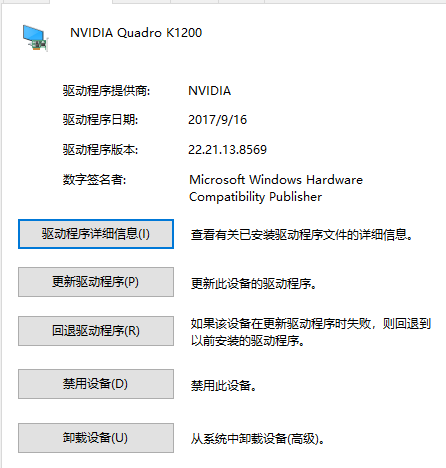 NVIDIA Quadro K1200
驱动程序提供商: NVIDIA
驱动程序日期: 2017/9/16
驱动程序版本: 22.21.13.8569
数字签名者: Microsoft Windows Hardware
Compatibility Publisher
驱动程序详细信息(I) 查看有关已安装驱动程序文件的详细信息。
更新驱动程序(P) 更新此设备的驱动程序。
回退驱动程序(R) 如果该设备在更新驱动程序时失败，则回退到
以前安装的驱动程序。
禁用设备(D) 禁用此设备。
卸载设备(U) 从系统中卸载设备(高级)。